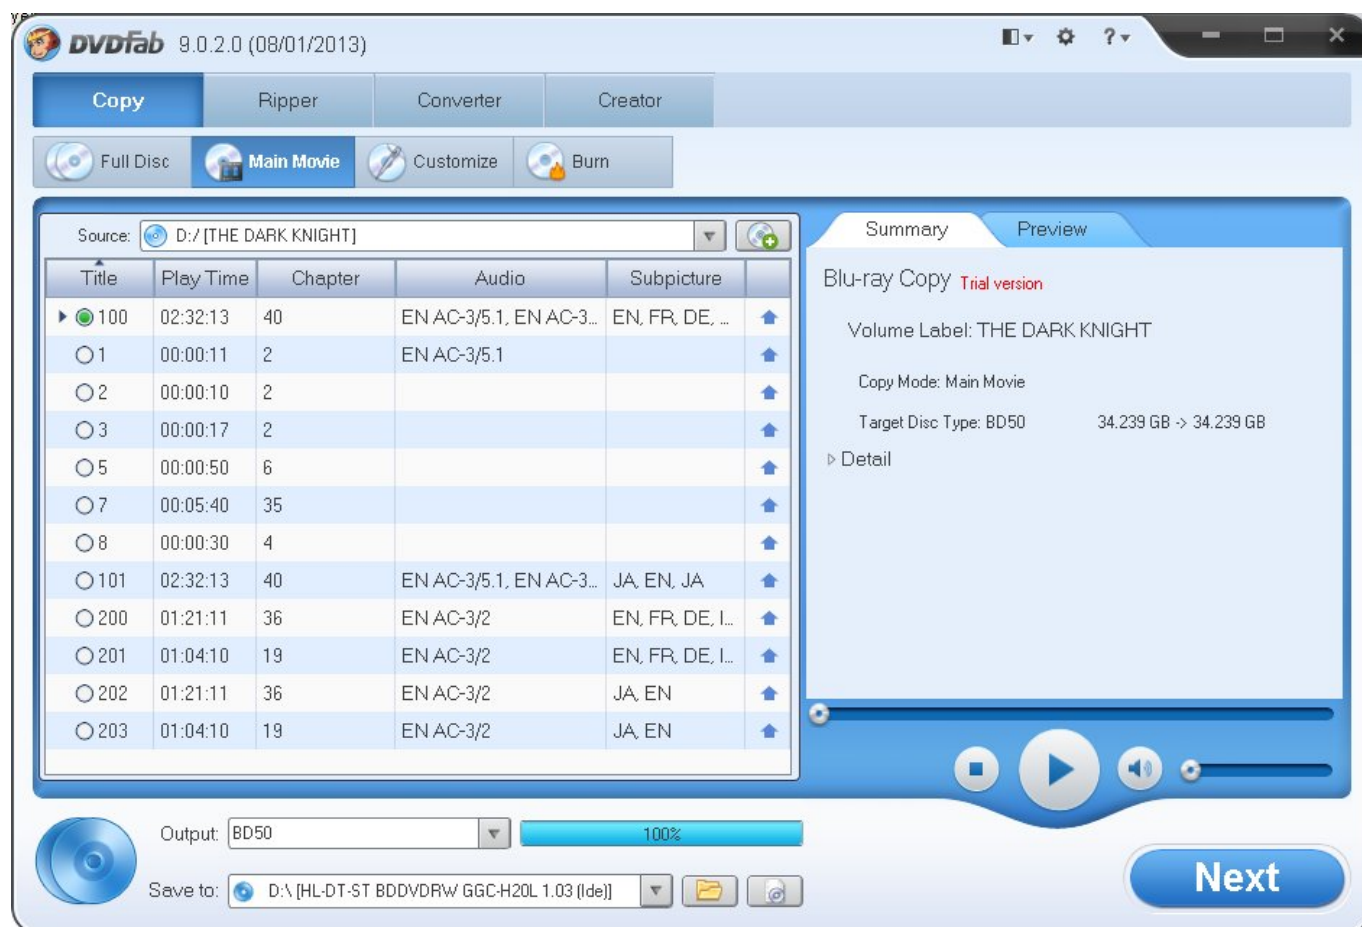 ye
DVDFab 9.0.2.0 (08/01/2013)
?
Copy Ripper Converter Creator
Full Disc Main Movie Customize Burn
Source: D:/ [THE DARK KNIGHT]
Summary Preview
Title Play Time Chapter Audio Subpicture
Blu-ray Copy Trial version
100 02:32:13 40 EN AC-3/5.1, EN AC-3... EN, FR, DE, ...
Volume Label: THE DARK KNIGHT
1 00:00:11 2 EN AC-3/5.1
Copy Mode: Main Movie
2 00:00:10 2
Target Disc Type: BD50 34.239 GB -> 34.239 GB
3 00:00:17 2
Detail
5 00:00:50 6
7 00:05:40 35
8 00:00:30 4
101 02:32:13 40 EN AC-3/5.1, EN AC-3... JA, EN, JA
200 01:21:11 36 EN AC-3/2 EN, FR, DE, I...
201 01:04:10 19 EN AC-3/2 EN, FR, DE, I...
202 01:21:11 36 EN AC-3/2 JA, EN
203 01:04:10 19 EN AC-3/2 JA, EN
Output: BD50 100%
Save to: D:\ [HL-DT-ST BDDVDRW GGC-H20L 1.03 (Ide)]
Next